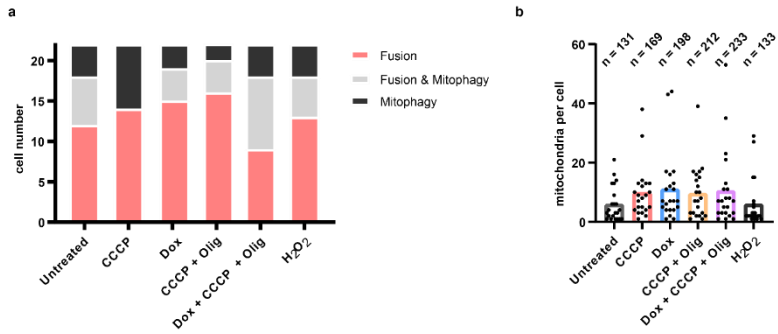 a
cell number
20
15
10
5
0
Untreated
CCCP
Dox
CCCP + Olig
Dox + CCCP + Olig
H2O2
Fusion
Fusion & Mitophagy
Mitophagy
b
n = 131
n = 169
n = 198
n = 212
n = 233
n = 133
mitochondria per cell
60
40
20
0
Untreated
CCCP
Dox
CCCP + Olig
Dox + CCCP + Olig
H2O2